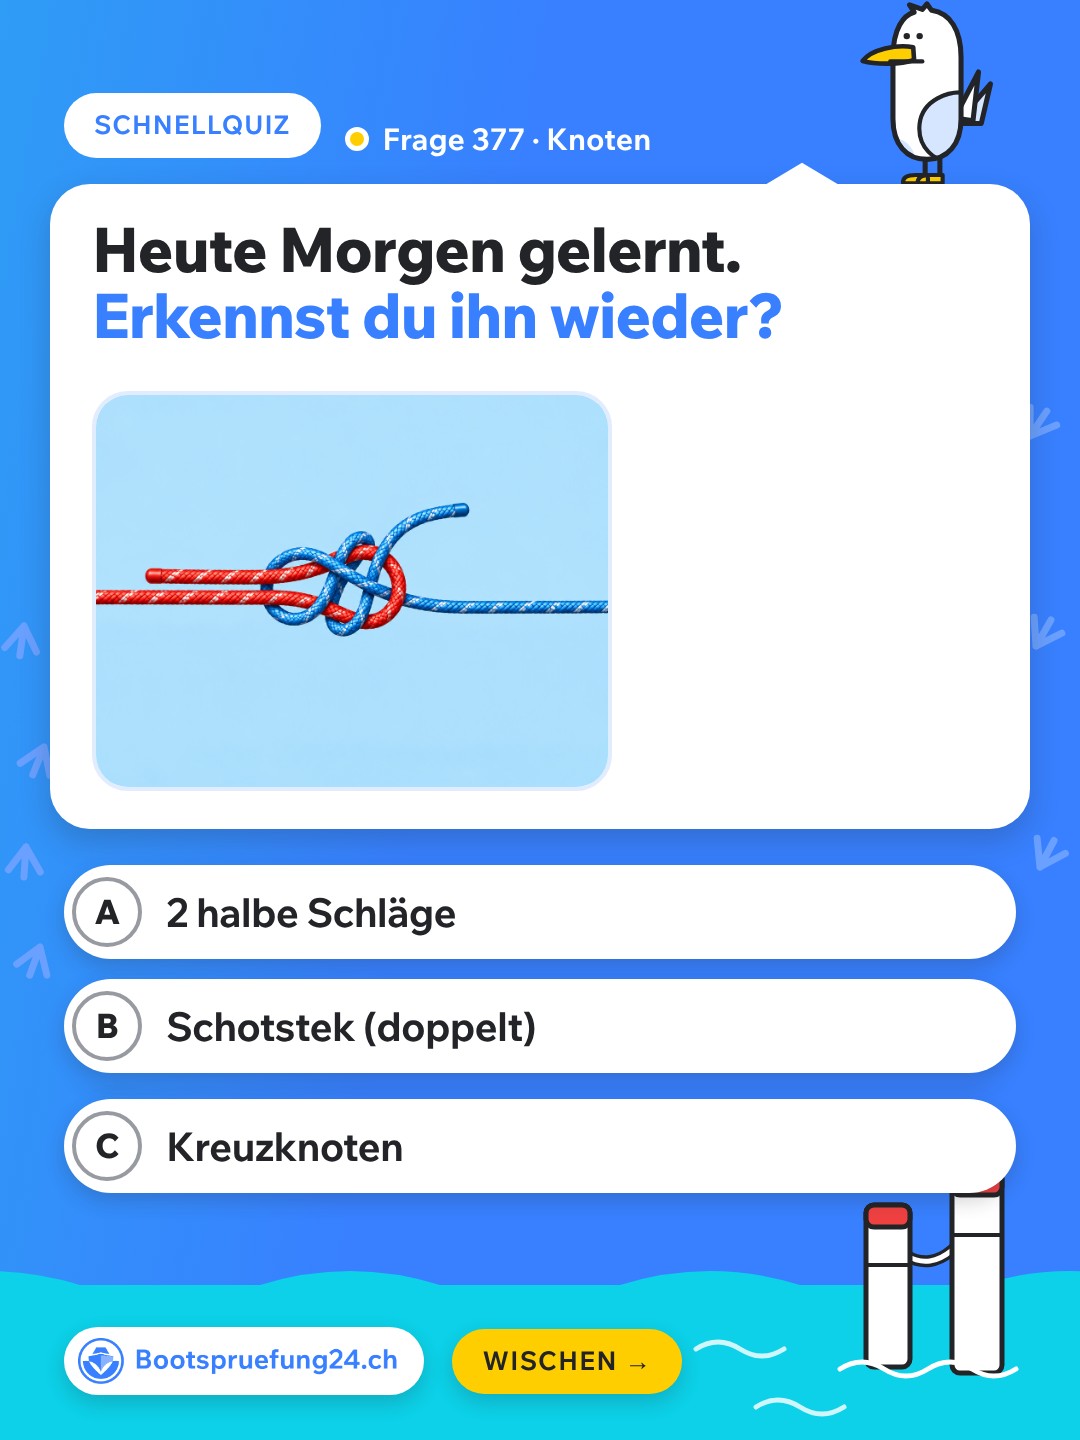 SCHNELLQUIZ
Frage 377 · Knoten
Heute Morgen gelernt.
Erkennst du ihn wieder?
A 2 halbe Schläge
B Schotstek (doppelt)
C Kreuzknoten
Bootspruefung24.ch
WISCHEN →